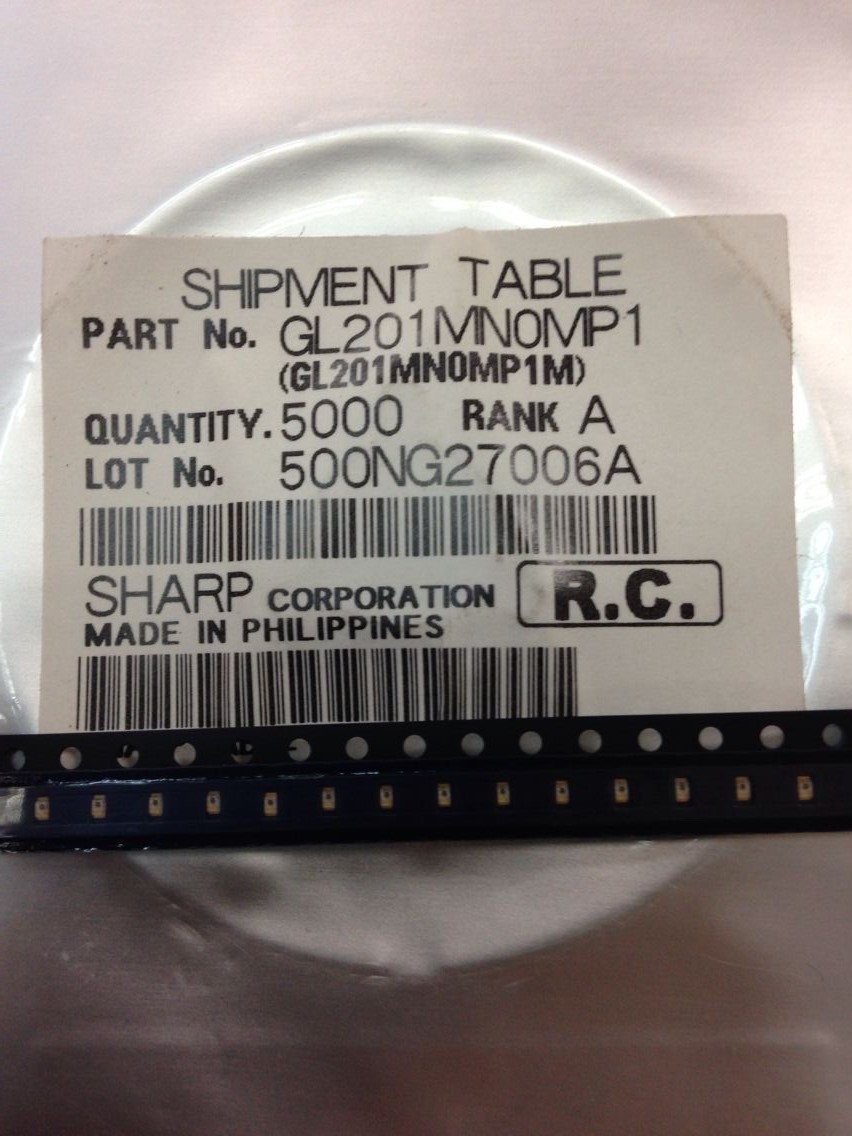 SHIPMENT TABLE
PART No. GL201MN0MP1
(GL201MN0MP1M)
QUANTITY. 5000 RANK A
LOT No. 500NG27006A
SHARP CORPORATION R.C.
MADE IN PHILIPPINES